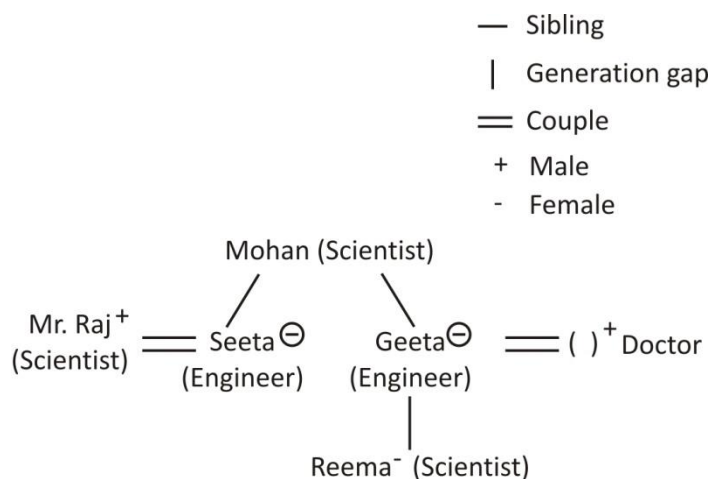 — Sibling
| Generation gap
= Couple
+ Male
- Female
Mohan (Scientist)
Mr. Raj +
(Scientist)
Seeta ⊖
(Engineer)
Geeta ⊖
(Engineer)
( ) + Doctor
Reema - (Scientist)